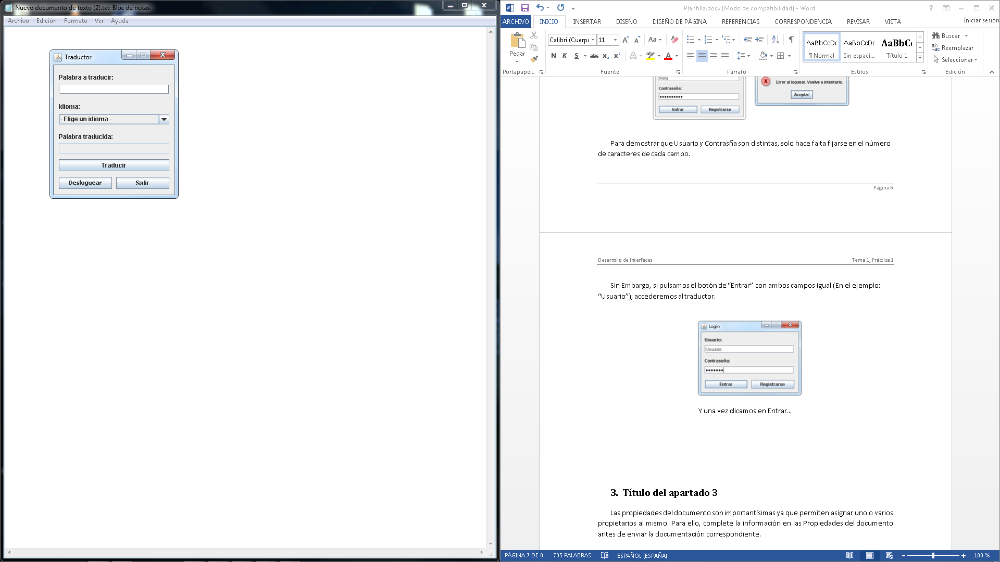 Nuevo documento de texto (2).txt: Bloc de notas
Archivo Edición Formato Ver Ayuda
Traductor
Palabra a traducir:
Idioma:
- Elige un idioma -
Palabra traducida:
Traducir
Desloguear Salir
Plantilla.docx [Modo de compatibilidad] - Word
ARCHIVO INICIO INSERTAR DISEÑO DISEÑO DE PÁGINA REFERENCIAS CORRESPONDENCIA REVISAR VISTA Iniciar sesión
Pegar
Calibri (Cuerpo 11
Aa
N K S abc x₂ x²
A A
AaBbCcDc AaBbCcDc AaBbC
¶ Normal Sin espaci... Título 1
Buscar
Reemplazar
Seleccionar
Portapape... Fuente Párrafo Estilos Edición
Hola
Contraseña:
Entrar Registrarse
Error al loguear. Vuelve a intentarlo.
Aceptar
Para demostrar que Usuario y Contrasña son distintas, solo hace falta fijarse en el número
de caracteres de cada campo.
Página 6
Desarrollo de Interfaces Tema 1, Práctica 1
Sin Embargo, si pulsamos el botón de “Entrar” con ambos campos igual (En el ejemplo:
“Usuario”), accederemos al traductor.
Login
Usuario:
Usuario
Contraseña:
Entrar Registrarse
Y una vez clicamos en Entrar...
3. Título del apartado 3
Las propiedades del documento son importantísimas ya que permiten asignar uno o varios
propietarios al mismo. Para ello, complete la información en las Propiedades del documento
antes de enviar la documentación correspondiente.
PÁGINA 7 DE 8 735 PALABRAS ESPAÑOL (ESPAÑA) 100 %